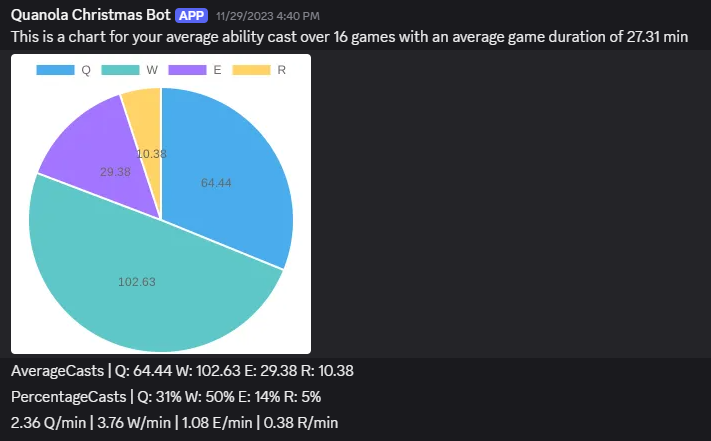 Quanola Christmas Bot APP 11/29/2023 4:40 PM
This is a chart for your average ability cast over 16 games with an average game duration of 27.31 min
Q W E R
10.38
29.38
64.44
102.63
AverageCasts | Q: 64.44 W: 102.63 E: 29.38 R: 10.38
PercentageCasts | Q: 31% W: 50% E: 14% R: 5%
2.36 Q/min | 3.76 W/min | 1.08 E/min | 0.38 R/min